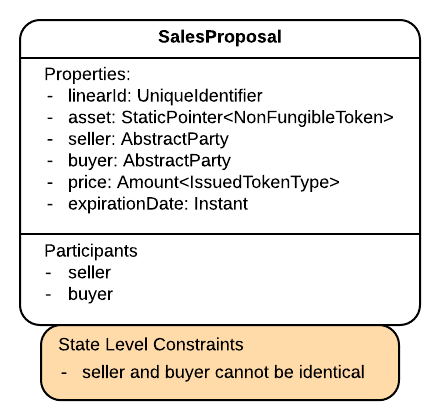 SalesProposal
Properties:
- linearId: UniqueIdentifier
- asset: StaticPointer<NonFungibleToken>
- seller: AbstractParty
- buyer: AbstractParty
- price: Amount<IssuedTokenType>
- expirationDate: Instant
Participants
- seller
- buyer
State Level Constraints
- seller and buyer cannot be identical